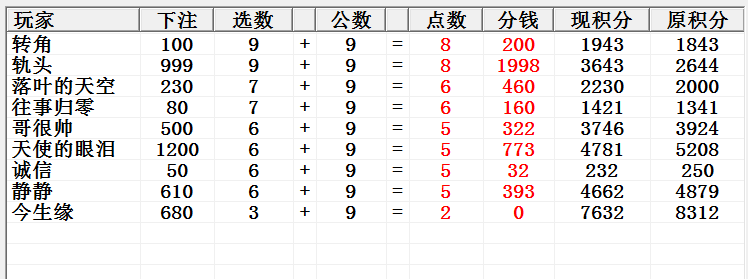 玩家 下注 选数 公数 点数 分钱 现积分 原积分
转角 100 9 + 9 = 8 200 1943 1843
轨头 999 9 + 9 = 8 1998 3643 2644
落叶的天空 230 7 + 9 = 6 460 2230 2000
往事归零 80 7 + 9 = 6 160 1421 1341
哥很帅 500 6 + 9 = 5 322 3746 3924
天使的眼泪 1200 6 + 9 = 5 773 4781 5208
诚信 50 6 + 9 = 5 32 232 250
静静 610 6 + 9 = 5 393 4662 4879
今生缘 680 3 + 9 = 2 0 7632 8312